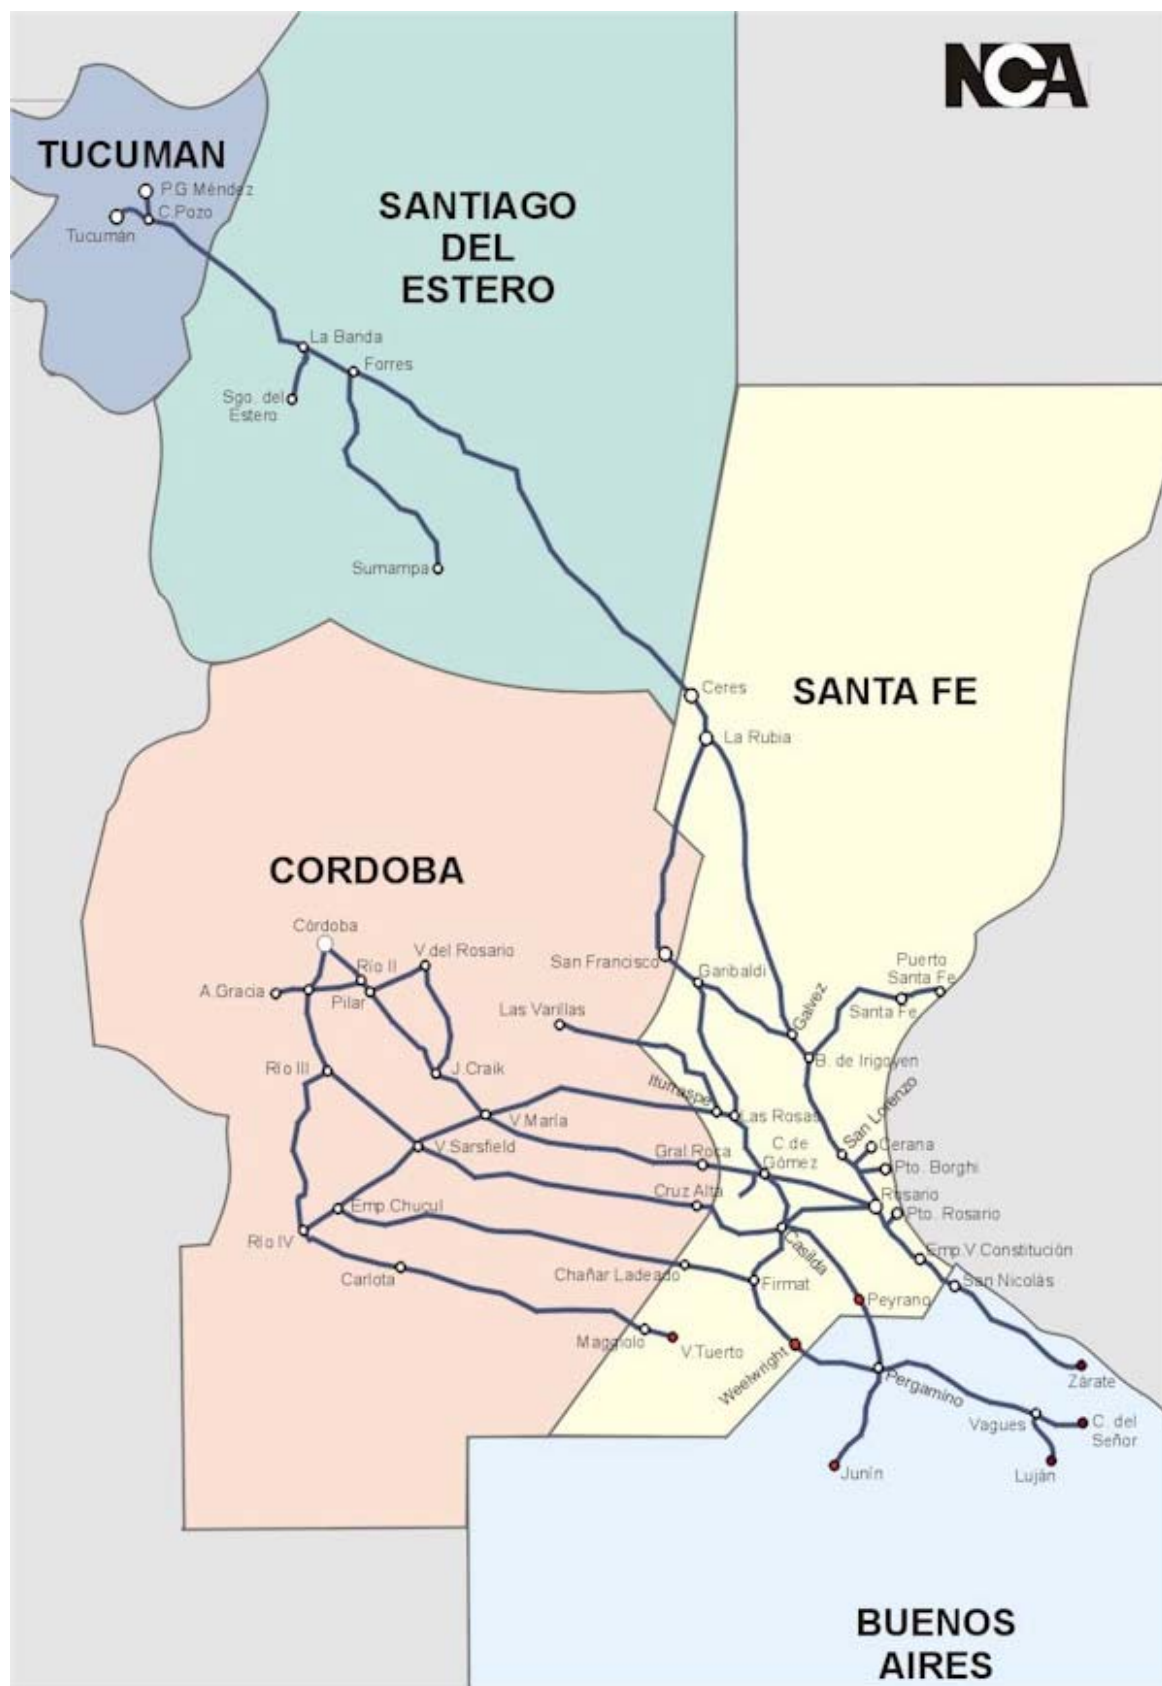 NCA
TUCUMAN
P.G Méndez
C.Pozo
Tucumán
SANTIAGO
DEL
ESTERO
La Banda
Forres
Sgo. del
Estero
Sumampa
Ceres
SANTA FE
La Rubia
CORDOBA
Córdoba
V.del Rosario
Río II
San Francisco
Garibaldi
Puerto
Santa Fe
A.Gracia
Pilar
Las Varillas
Galvez
Santa Fe
B. de Irigoyen
Río III
J.Craik
Iturraspe
San Lorenzo
V.María
Las Rosas
V.Sarsfield
Gral Roca
C.de
Gómez
Cerana
Pto. Borghi
Cruz Alta
Rosario
Pto. Rosario
Emp.Chucul
Río IV
Casilda
Emp.V Constitución
Carlota
Chañar Ladeado
Firmat
San Nicolás
Peyrano
Maggiolo
V.Tuerto
Weelwright
Pergamino
Zárate
Vagues
C. del
Señor
Junín
Luján
BUENOS
AIRES